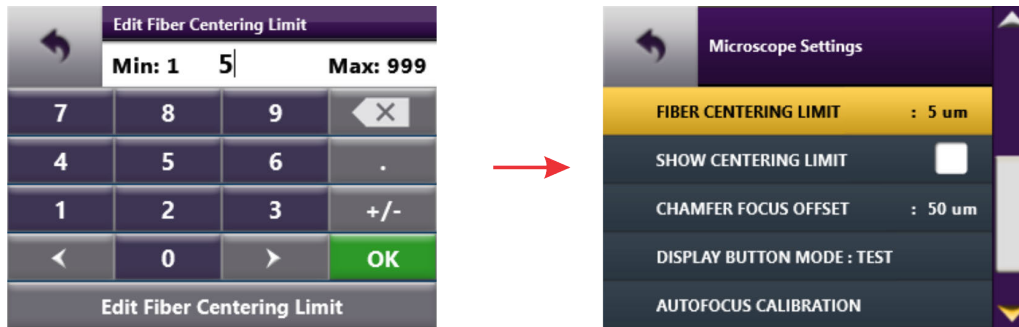 Edit Fiber Centering Limit
Min: 1 5 Max: 999
7 8 9
4 5 6 .
1 2 3 +/-
< 0 > OK
Edit Fiber Centering Limit
Microscope Settings
FIBER CENTERING LIMIT : 5 um
SHOW CENTERING LIMIT
CHAMFER FOCUS OFFSET : 50 um
DISPLAY BUTTON MODE : TEST
AUTOFOCUS CALIBRATION